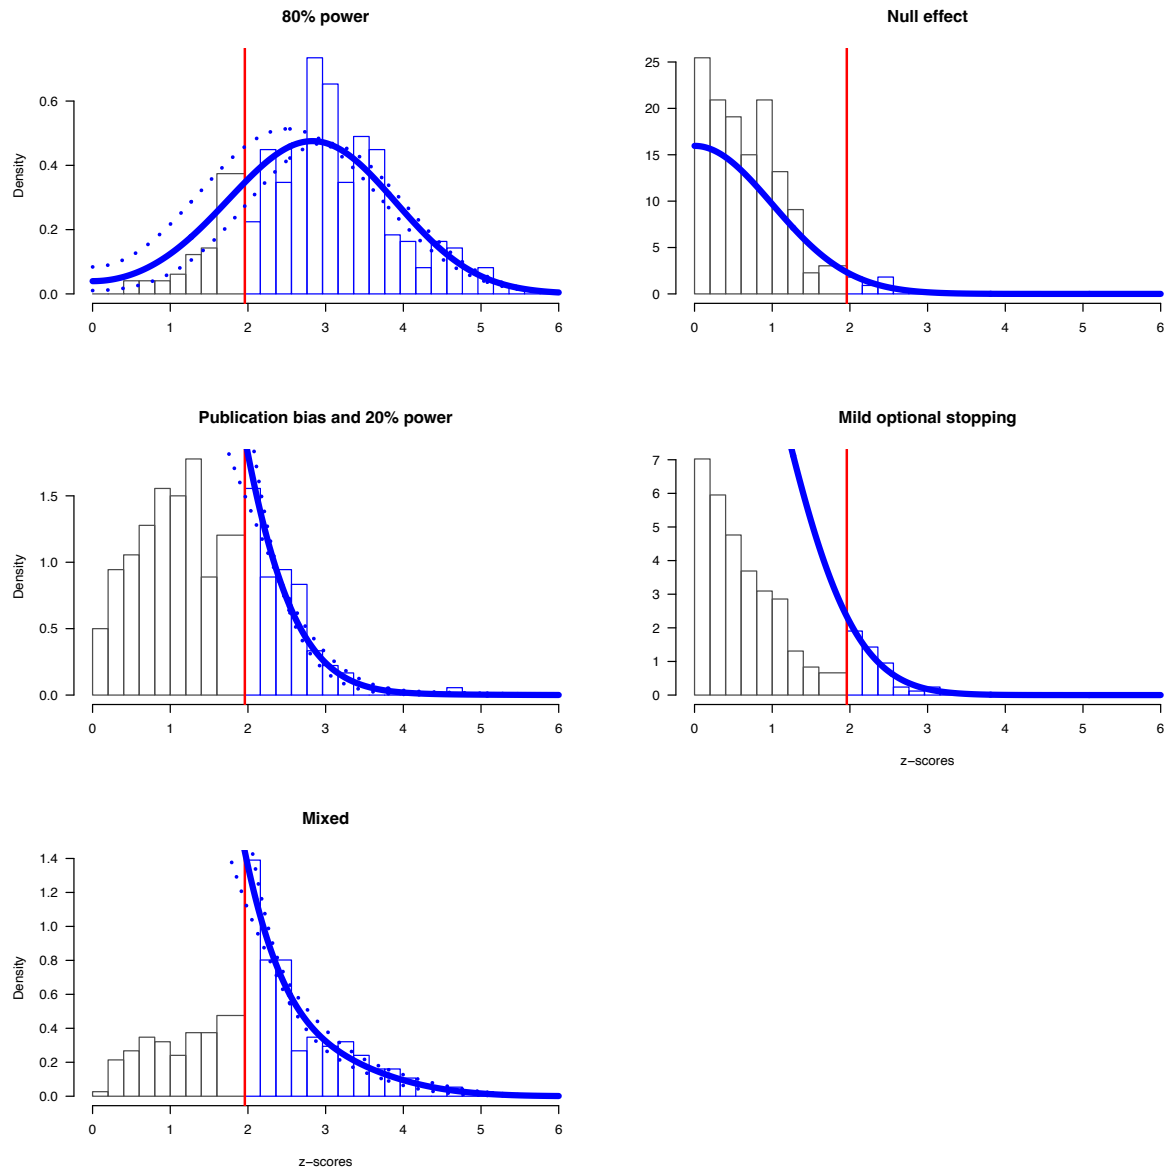 80% power
Density
0.6
0.4
0.2
0.0
0 1 2 3 4 5 6
Null effect
25
20
15
10
5
0
0 1 2 3 4 5 6
Publication bias and 20% power
Density
1.5
1.0
0.5
0.0
0 1 2 3 4 5 6
Mild optional stopping
7
6
5
4
3
2
1
0
0 1 2 3 4 5 6
z−scores
Mixed
Density
1.4
1.2
1.0
0.8
0.6
0.4
0.2
0.0
0 1 2 3 4 5 6
z−scores